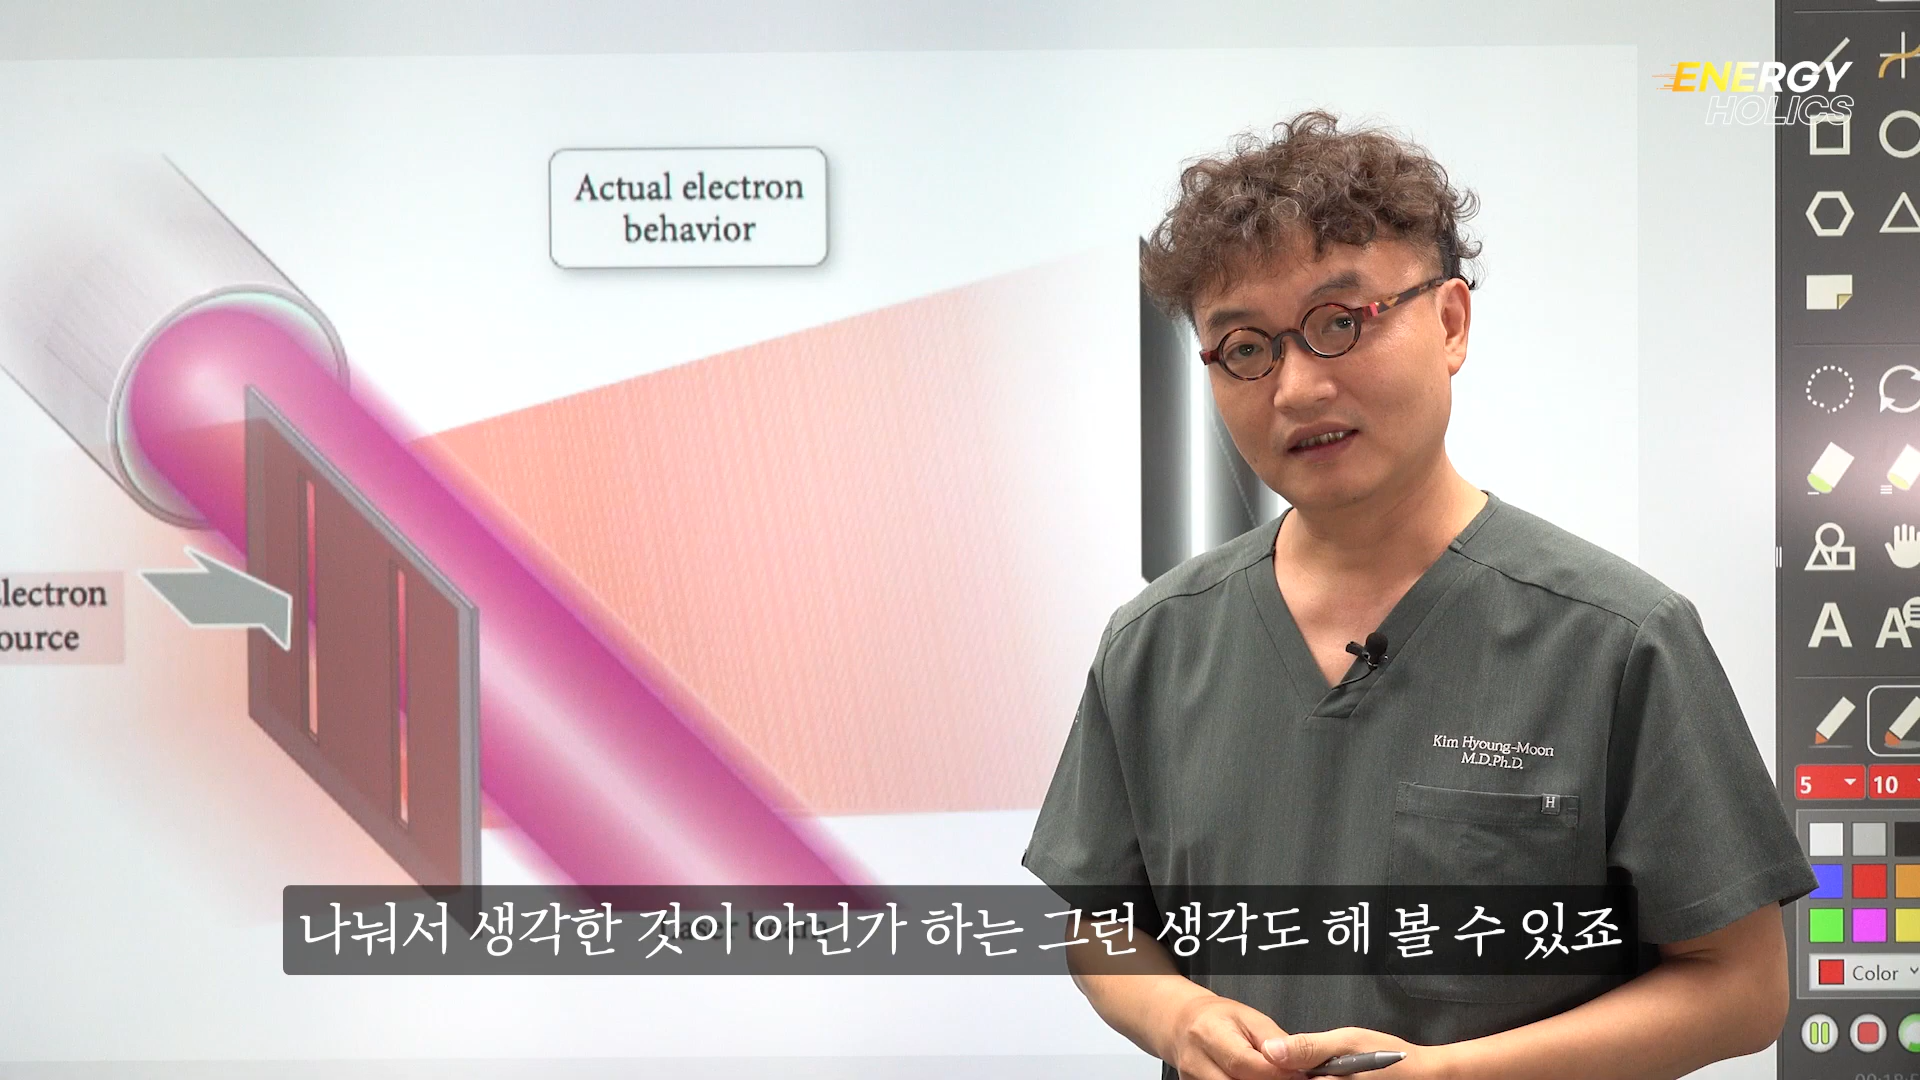 ENERGY
HOLICS
Actual electron
behavior
lectron
ource
Kim Hyoung-Moon
M.D.Ph.D.
H
A
A
5
10
Color
나눠서 생각한 것이 아닌가 하는 그런 생각도 해 볼 수 있죠